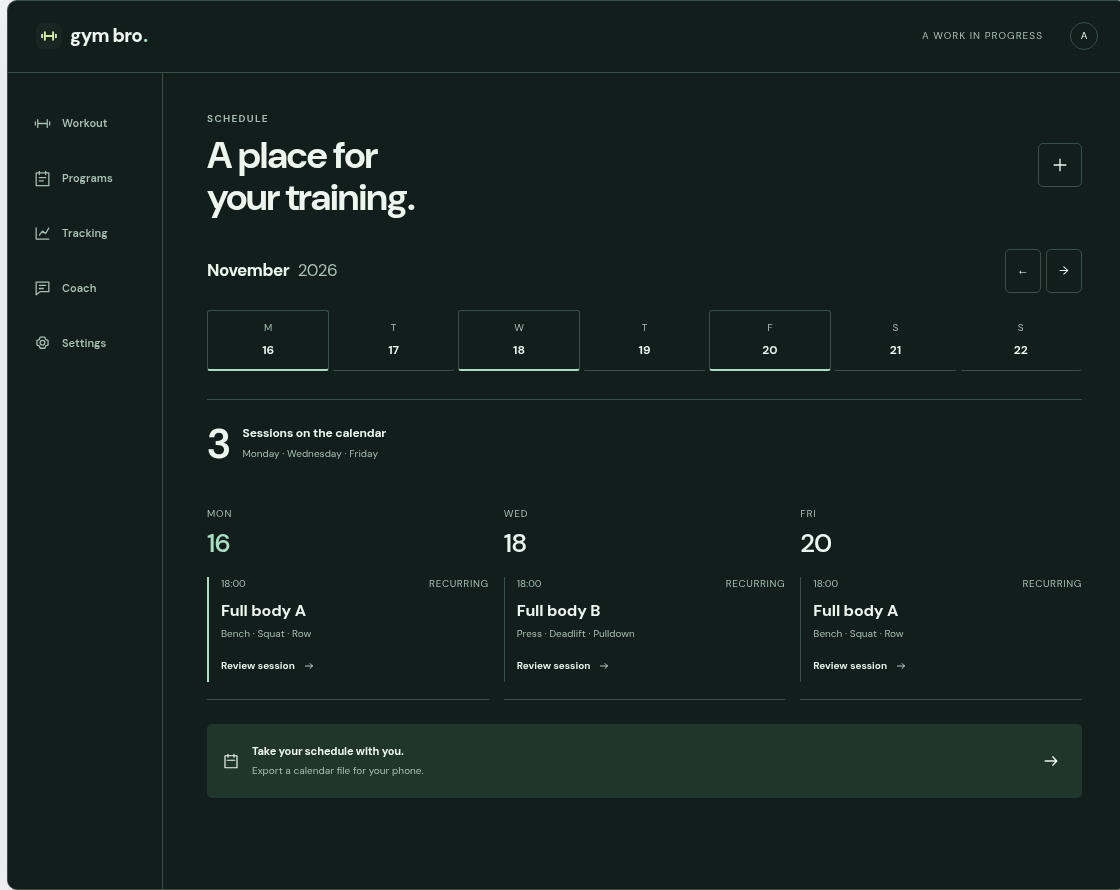 gym bro.
A WORK IN PROGRESS
A
Workout
Programs
Tracking
Coach
Settings
SCHEDULE
A place for
your training.
+
November 2026
← →
M T W T F S S
16 17 18 19 20 21 22
3
Sessions on the calendar
Monday · Wednesday · Friday
MON
16
18:00 RECURRING
Full body A
Bench · Squat · Row
Review session →
WED
18
18:00 RECURRING
Full body B
Press · Deadlift · Pulldown
Review session →
FRI
20
18:00 RECURRING
Full body A
Bench · Squat · Row
Review session →
Take your schedule with you.
Export a calendar file for your phone.
→